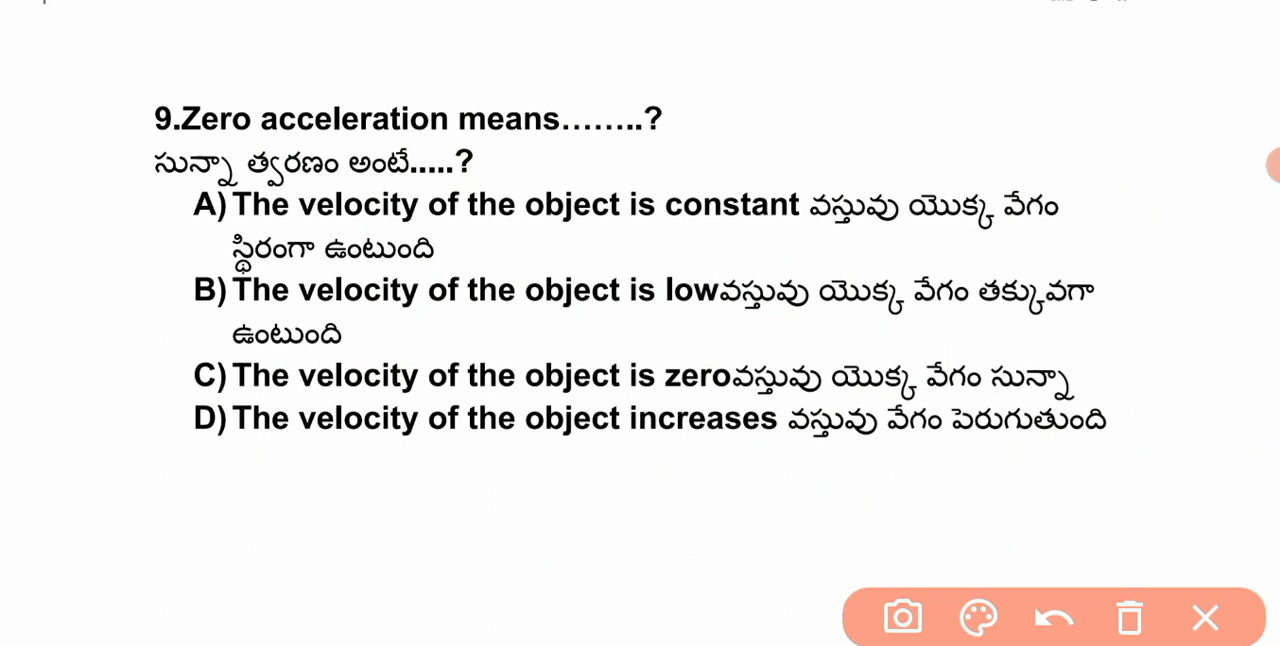 9.Zero acceleration means……..?
సున్నా త్వరణం అంటే.....?
A) The velocity of the object is constant వస్తువు యొక్క వేగం
స్థిరంగా ఉంటుంది
B) The velocity of the object is lowవస్తువు యొక్క వేగం తక్కువగా
ఉంటుంది
C) The velocity of the object is zeroవస్తువు యొక్క వేగం సున్నా
D) The velocity of the object increases వస్తువు వేగం పెరుగుతుంది